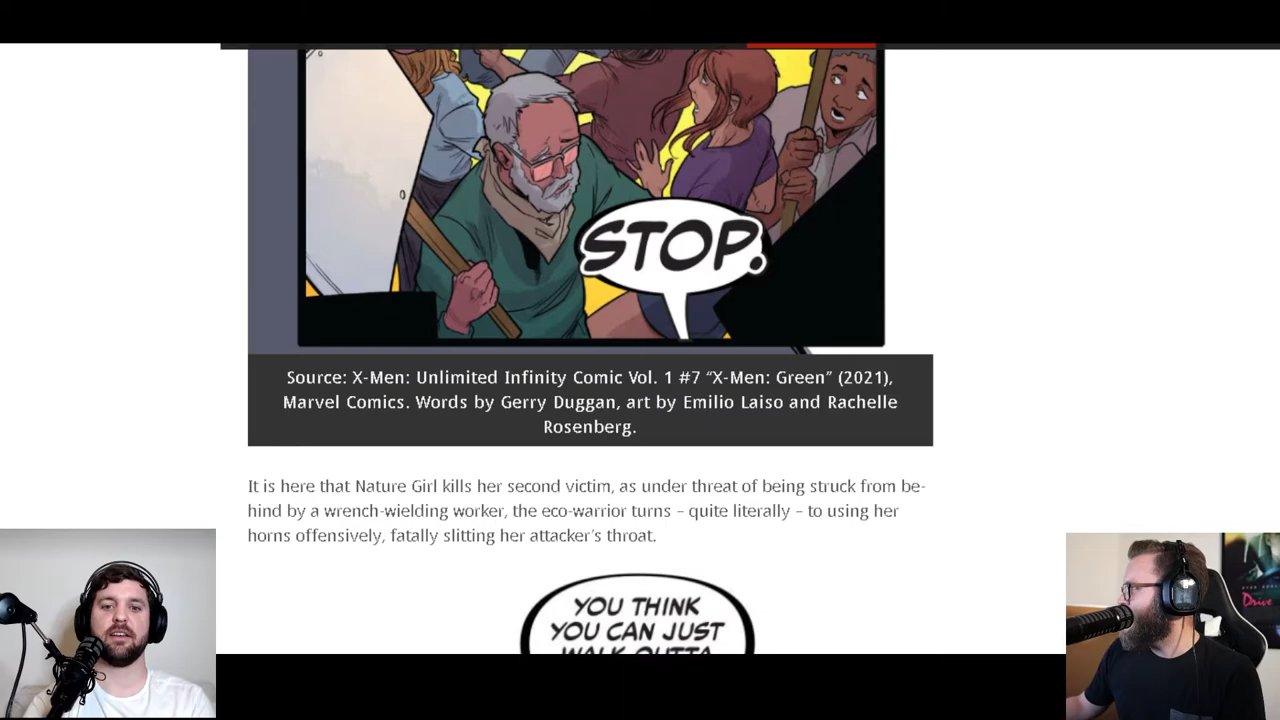 STOP.
Source: X-Men: Unlimited Infinity Comic Vol. 1 #7 “X-Men: Green” (2021),
Marvel Comics. Words by Gerry Duggan, art by Emilio Laiso and Rachelle
Rosenberg.
It is here that Nature Girl kills her second victim, as under threat of being struck from be-
hind by a wrench-wielding worker, the eco-warrior turns – quite literally – to using her
horns offensively, fatally slitting her attacker’s throat.
YOU THINK
YOU CAN JUST
WALK OUTTA
Drive